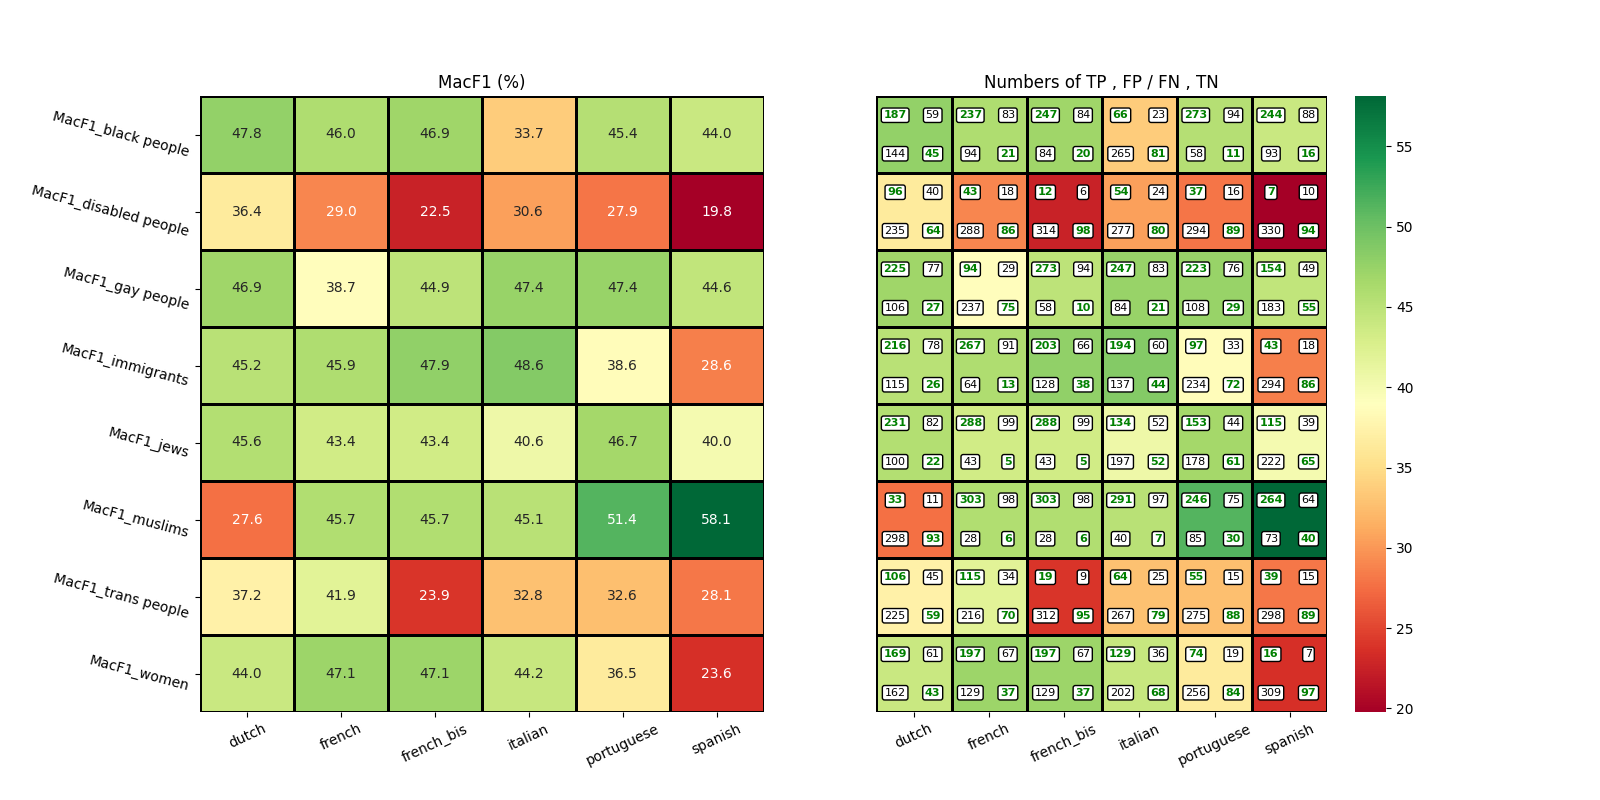 MacF1 (%)
Numbers of TP , FP / FN , TN
MacF1_black people 47.8 46.0 46.9 33.7 45.4 44.0
187 59 237 83 247 84 66 23 273 94 244 88
144 45 94 21 84 20 265 81 58 11 93 16
MacF1_disabled people 36.4 29.0 22.5 30.6 27.9 19.8
96 40 43 18 12 6 54 24 37 16 7 10
235 64 288 86 314 98 277 80 294 89 330 94
MacF1_gay people 46.9 38.7 44.9 47.4 47.4 44.6
225 77 94 29 273 94 247 83 223 76 154 49
106 27 237 75 58 10 84 21 108 29 183 55
MacF1_immigrants 45.2 45.9 47.9 48.6 38.6 28.6
216 78 267 91 203 66 194 60 97 33 43 18
115 26 64 13 128 38 137 44 234 72 294 86
MacF1_jews 45.6 43.4 43.4 40.6 46.7 40.0
231 82 288 99 288 99 134 52 153 44 115 39
100 22 43 5 43 5 197 52 178 61 222 65
MacF1_muslims 27.6 45.7 45.7 45.1 51.4 58.1
33 11 303 98 303 98 291 97 246 75 264 64
298 93 28 6 28 6 40 7 85 30 73 40
MacF1_trans people 37.2 41.9 23.9 32.8 32.6 28.1
106 45 115 34 19 9 64 25 55 15 39 15
225 59 216 70 312 95 267 79 275 88 298 89
MacF1_women 44.0 47.1 47.1 44.2 36.5 23.6
169 61 197 67 197 67 129 36 74 19 16 7
162 43 129 37 129 37 202 68 256 84 309 97
dutch french french_bis italian portuguese spanish
dutch french french_bis italian portuguese spanish
55
50
45
40
35
30
25
20